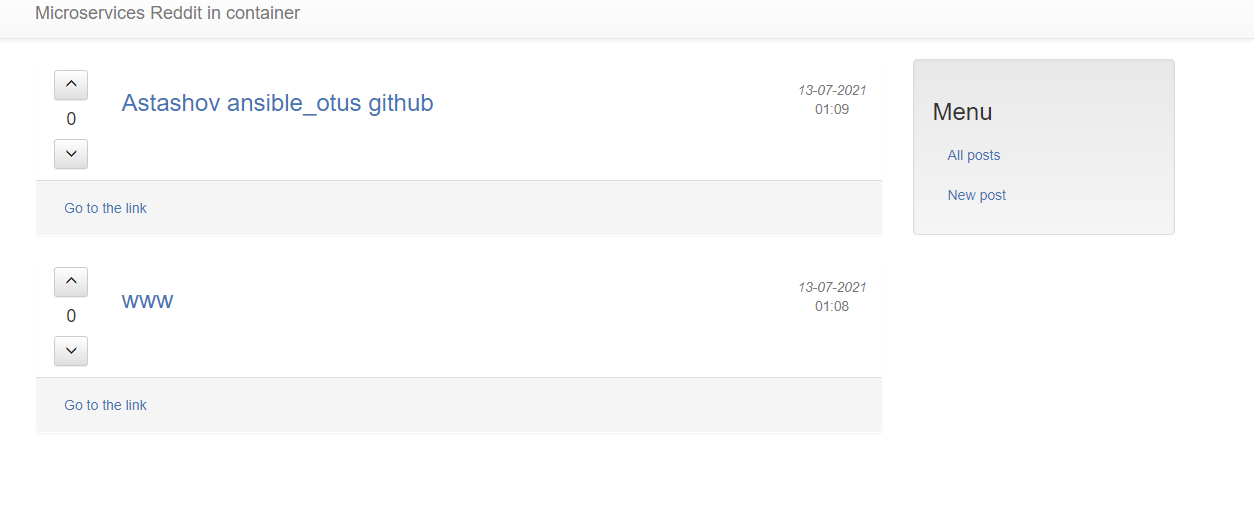 Microservices Reddit in container
0
Astashov ansible_otus github
13-07-2021
01:09
Go to the link
0
www
13-07-2021
01:08
Go to the link
Menu
All posts
New post